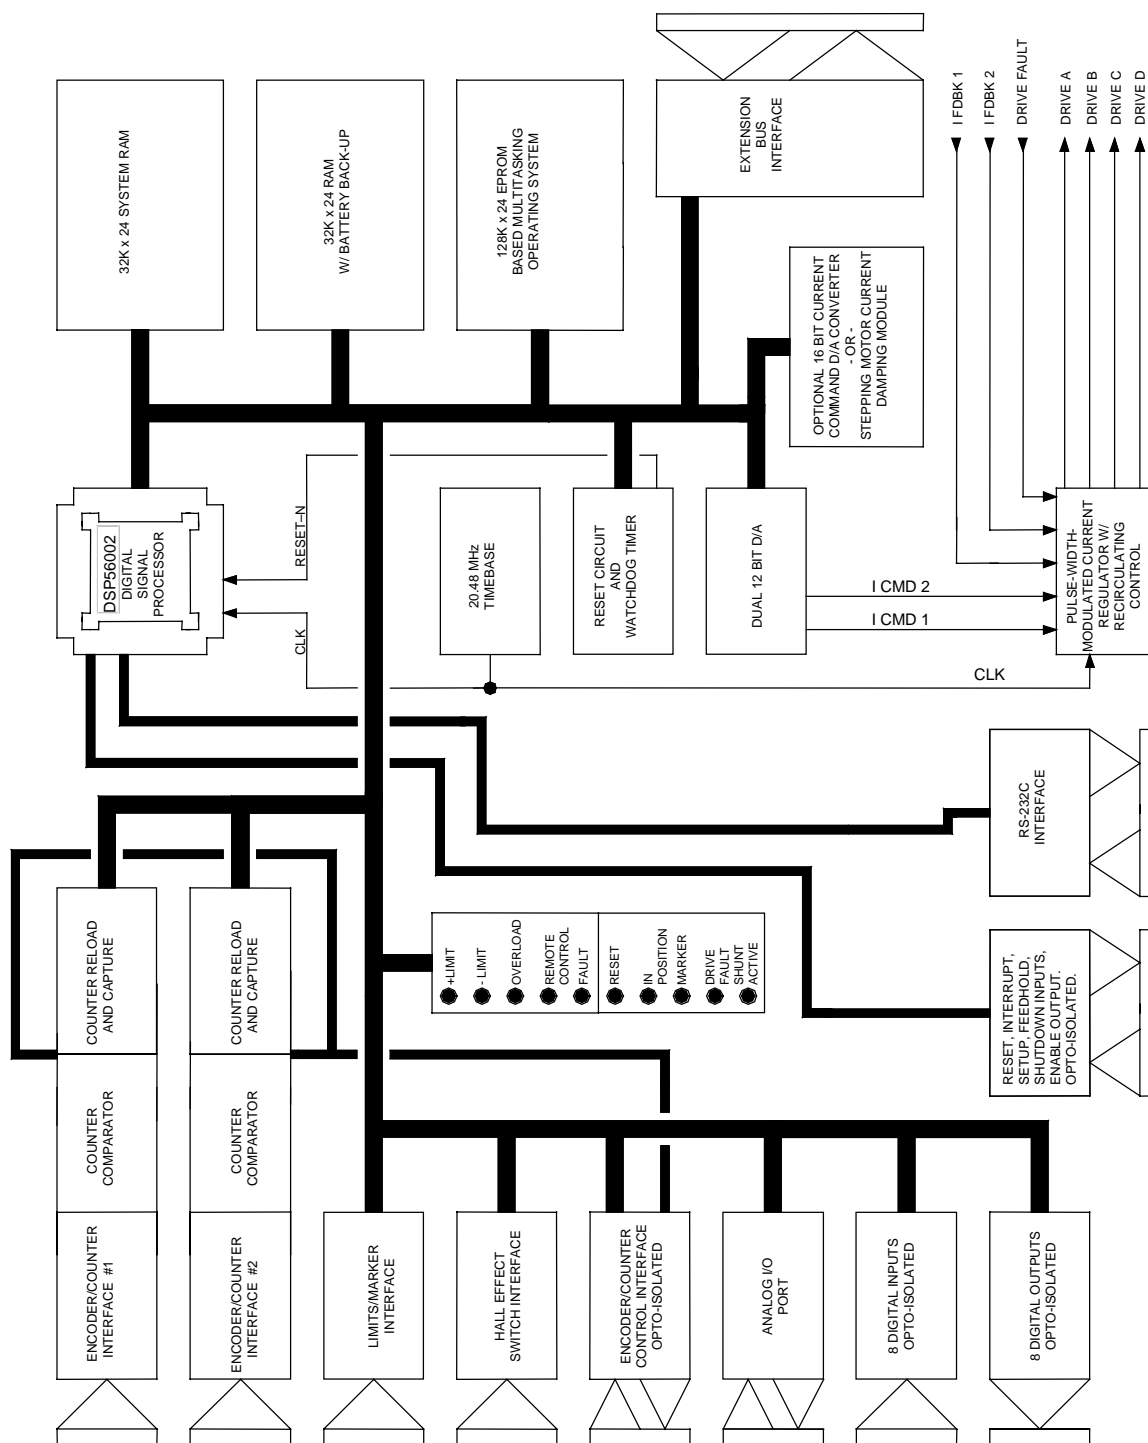 32K x 24 SYSTEM RAM
32K x 24 RAM
W/ BATTERY BACK-UP
128K x 24 EPROM
BASED MULTITASKING
OPERATING SYSTEM
EXTENSION
BUS
INTERFACE
I FDBK 1
I FDBK 2
DRIVE FAULT
DRIVE A
DRIVE B
DRIVE C
DRIVE D
OPTIONAL 16 BIT CURRENT
COMMAND D/A CONVERTER
- OR -
STEPPING MOTOR CURRENT
DAMPING MODULE
DSP56002
DIGITAL
SIGNAL
PROCESSOR
RESET–N
CLK
20.48 MHz
TIMEBASE
RESET CIRCUIT
AND
WATCHDOG TIMER
DUAL 12 BIT D/A
I CMD 2
I CMD 1
CLK
PULSE-WIDTH-
MODULATED CURRENT
REGULATOR W/
RECIRCULATING
CONTROL
RS-232C
INTERFACE
COUNTER RELOAD
AND CAPTURE
COUNTER RELOAD
AND CAPTURE
+LIMIT
- LIMIT
OVERLOAD
REMOTE
CONTROL
FAULT
RESET
IN
POSITION
MARKER
DRIVE
FAULT
SHUNT
ACTIVE
RESET, INTERRUPT,
SETUP, FEEDHOLD,
SHUTDOWN INPUTS,
ENABLE OUTPUT.
OPTO-ISOLATED.
COUNTER
COMPARATOR
COUNTER
COMPARATOR
ENCODER/COUNTER
INTERFACE #1
ENCODER/COUNTER
INTERFACE #2
LIMITS/MARKER
INTERFACE
HALL EFFECT
SWITCH INTERFACE
ENCODER/COUNTER
CONTROL INTERFACE
OPTO-ISOLATED
ANALOG I/O
PORT
8 DIGITAL INPUTS
OPTO-ISOLATED
8 DIGITAL OUTPUTS
OPTO-ISOLATED